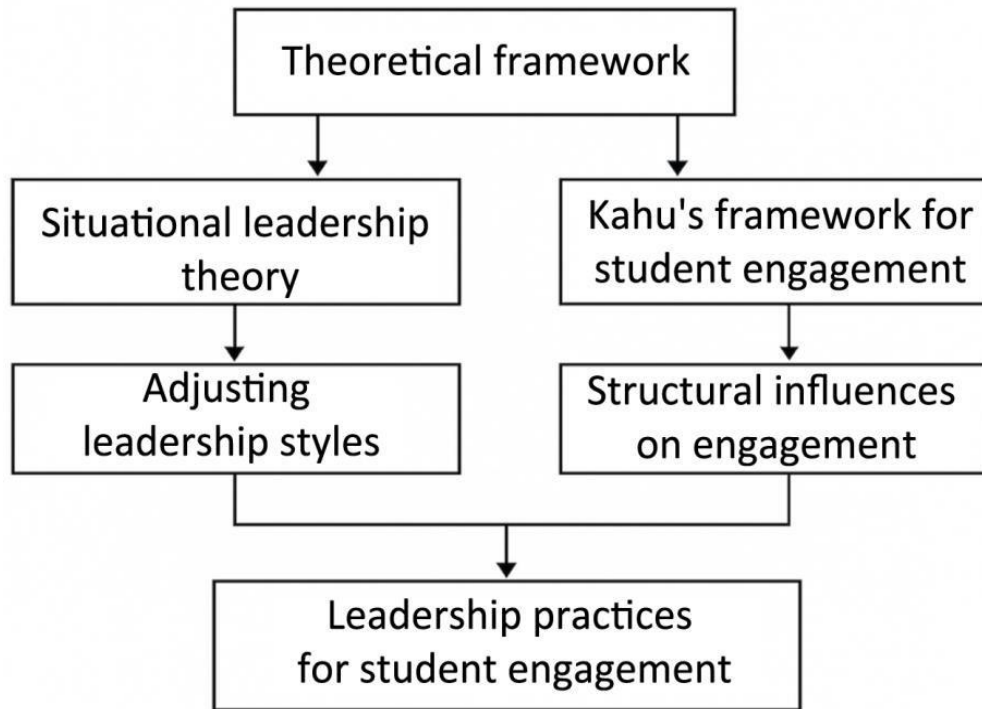 Theoretical framework
Situational leadership
theory
Kahu's framework for
student engagement
Adjusting
leadership styles
Structural influences
on engagement
Leadership practices
for student engagement